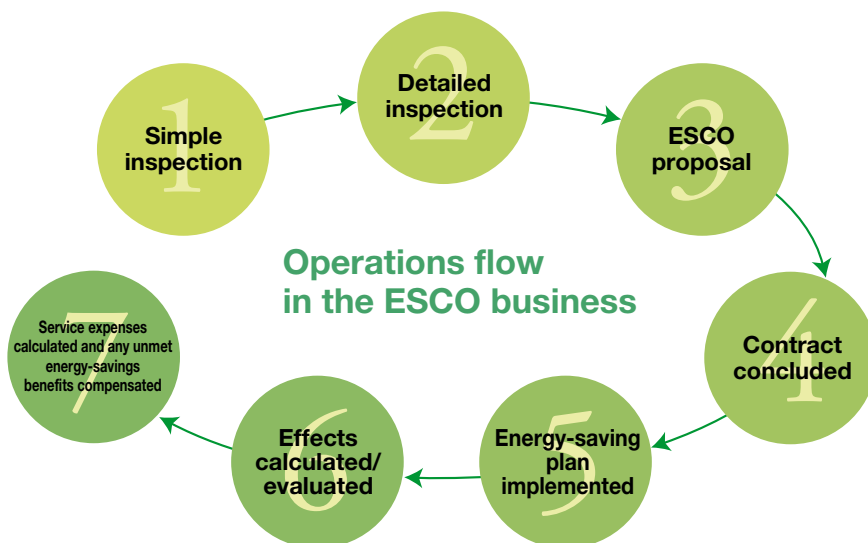 1
Simple
inspection
2
Detailed
inspection
3
ESCO
proposal
4
Contract
concluded
5
Energy-saving
plan
implemented
6
Effects
calculated/
evaluated
7
Service expenses
calculated and any unmet
energy-savings
benefits compensated
Operations flow
in the ESCO business